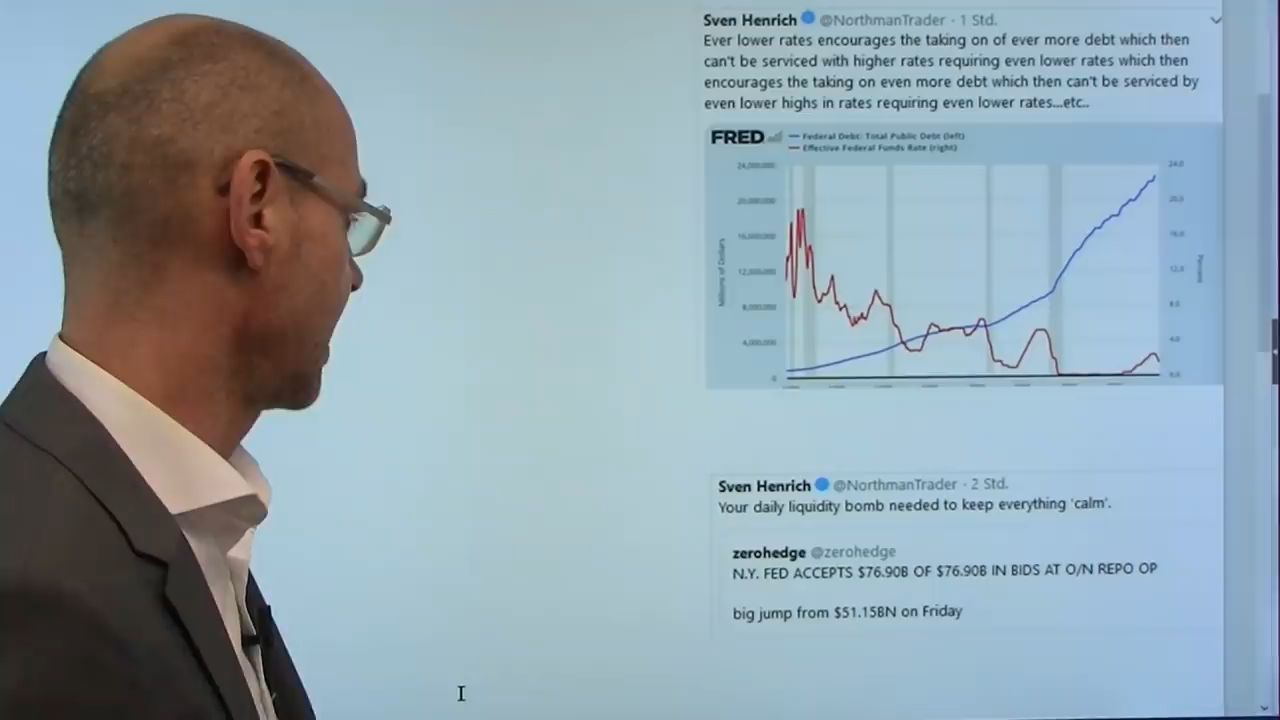 Sven Henrich @NorthmanTrader · 1 Std.
Ever lower rates encourages the taking on of ever more debt which then
can't be serviced with higher rates requiring even lower rates which then
encourages the taking on even more debt which then can't be serviced by
even lower highs in rates requiring even lower rates...etc..
FRED
Federal Debt: Total Public Debt (left)
Effective Federal Funds Rate (right)
24,000,000
20,000,000
16,000,000
12,000,000
8,000,000
4,000,000
0
Millions of Dollars
24.0
20.0
16.0
12.0
8.0
4.0
0.0
Percent
Sven Henrich @NorthmanTrader · 2 Std.
Your daily liquidity bomb needed to keep everything 'calm'.
zerohedge @zerohedge
N.Y. FED ACCEPTS $76.90B OF $76.90B IN BIDS AT O/N REPO OP
big jump from $51.15BN on Friday